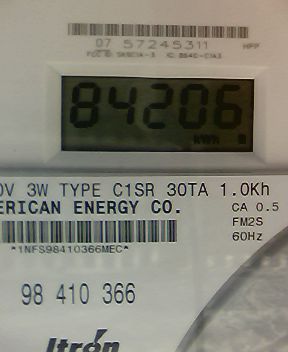 07 57245311
84206
kWh
0V 3W TYPE C1SR 30TA 1.0Kh
ERICAN ENERGY CO.
CA 0.5
FM2S
60Hz
*1NFS98410366MEC*
98 410 366
Itrón